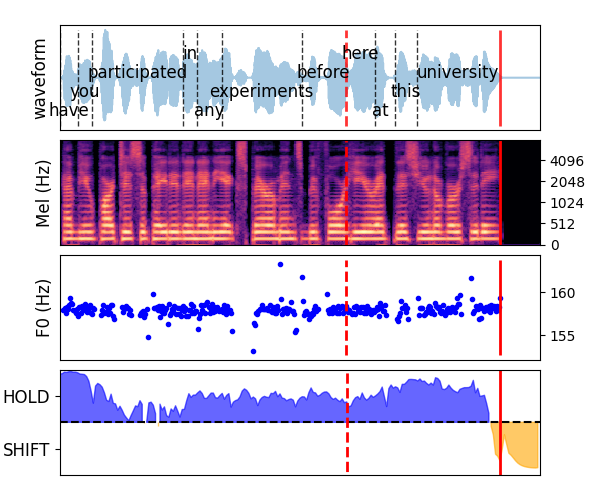 waveform
in
here
participated
before
university
you
experiments
this
have
any
at
Mel (Hz)
4096
2048
1024
512
0
F0 (Hz)
160
155
HOLD
SHIFT